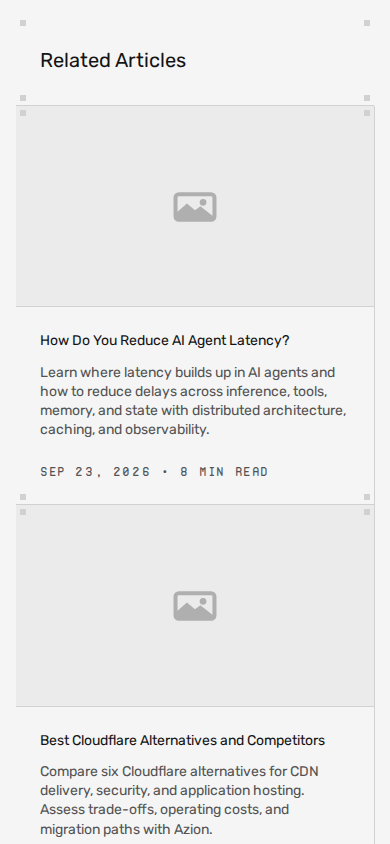 Related Articles
How Do You Reduce AI Agent Latency?
Learn where latency builds up in AI agents and
how to reduce delays across inference, tools,
memory, and state with distributed architecture,
caching, and observability.
SEP 23, 2026 • 8 MIN READ
Best Cloudflare Alternatives and Competitors
Compare six Cloudflare alternatives for CDN
delivery, security, and application hosting.
Assess trade-offs, operating costs, and
migration paths with Azion.